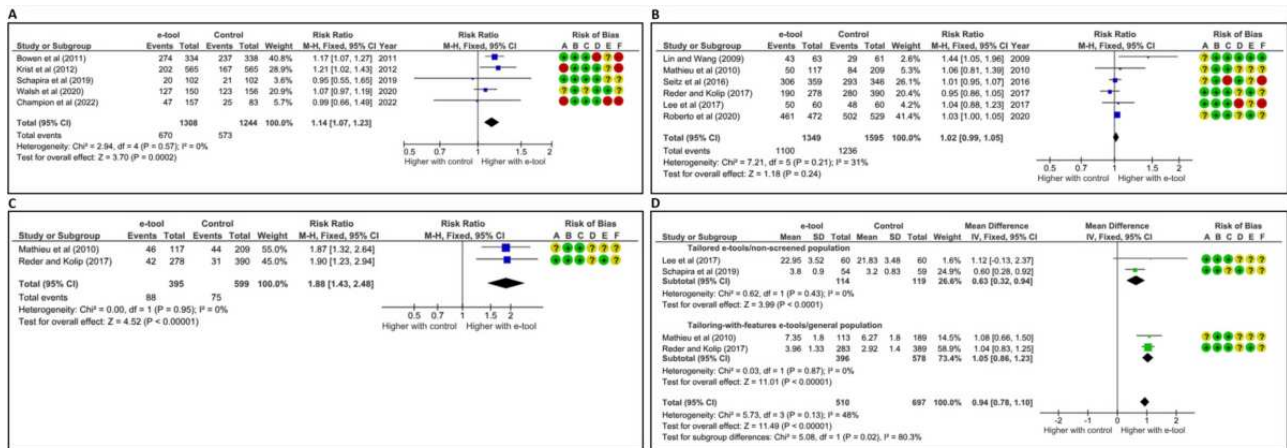 A
e-tool Control Risk Ratio Risk Ratio Risk of Bias
Study or Subgroup Events Total Events Total Weight M-H, Fixed, 95% CI Year M-H, Fixed, 95% CI A B C D E F
Bowen et al (2011) 274 334 237 338 40.8% 1.17 [1.07, 1.27] 2011
Krist et al (2012) 202 565 167 565 28.9% 1.21 [1.02, 1.43] 2012
Schapira et al (2019) 20 102 21 102 3.6% 0.95 [0.55, 1.65] 2019
Walsh et al (2020) 127 150 123 156 20.9% 1.07 [0.97, 1.19] 2020
Champion et al (2022) 47 157 25 83 5.7% 0.99 [0.66, 1.49] 2022
Total (95% CI) 1308 1244 100.0% 1.14 [1.07, 1.23]
Total events 670 573
Heterogeneity: Chi² = 2.94, df = 4 (P = 0.57); I² = 0%
Test for overall effect: Z = 3.70 (P = 0.0002)
0.5 0.7 1 1.5 2
Higher with control Higher with e-tool
B
e-tool Control Risk Ratio Risk Ratio Risk of Bias
Study or Subgroup Events Total Events Total Weight M-H, Fixed, 95% CI Year M-H, Fixed, 95% CI A B C D E F
Lin and Wang (2009) 43 63 29 61 2.6% 1.44 [1.05, 1.96] 2009
Mathieu et al (2010) 50 117 84 209 5.3% 1.06 [0.81, 1.39] 2010
Seitz et al (2016) 306 359 293 346 26.1% 1.01 [0.95, 1.07] 2016
Reder and Kolip (2017) 190 278 280 390 20.4% 0.95 [0.86, 1.05] 2017
Lee et al (2017) 50 60 48 60 4.2% 1.04 [0.88, 1.23] 2017
Roberto et al (2020) 461 472 502 529 41.4% 1.03 [1.00, 1.05] 2020
Total (95% CI) 1349 1595 100.0% 1.02 [0.99, 1.05]
Total events 1100 1236
Heterogeneity: Chi² = 7.21, df = 5 (P = 0.21); I² = 31%
Test for overall effect: Z = 1.18 (P = 0.24)
0.5 0.7 1 1.5 2
Higher with control Higher with e-tool
C
e-tool Control Risk Ratio Risk Ratio Risk of Bias
Study or Subgroup Events Total Events Total Weight M-H, Fixed, 95% CI M-H, Fixed, 95% CI A B C D E F
Mathieu et al (2010) 46 117 44 209 55.0% 1.87 [1.32, 2.64]
Reder and Kolip (2017) 42 278 31 390 45.0% 1.90 [1.23, 2.94]
Total (95% CI) 395 599 100.0% 1.88 [1.43, 2.48]
Total events 88 75
Heterogeneity: Chi² = 0.00, df = 1 (P = 0.95); I² = 0%
Test for overall effect: Z = 4.52 (P < 0.00001)
0.5 0.7 1 1.5 2
Higher with control Higher with e-tool
D
e-tool Control Mean Difference Mean Difference Risk of Bias
Study or Subgroup Mean SD Total Mean SD Total Weight IV, Fixed, 95% CI IV, Fixed, 95% CI A B C D E F
Tailored e-tools/non-screened population
Lee et al (2017) 22.95 3.52 60 21.83 3.48 60 1.6% 1.12 [-0.13, 2.37]
Schapira et al (2019) 3.8 0.9 54 3.2 0.83 59 24.9% 0.60 [0.28, 0.92]
Subtotal (95% CI) 114 119 26.6% 0.63 [0.32, 0.94]
Heterogeneity: Chi² = 0.62, df = 1 (P = 0.43); I² = 0%
Test for overall effect: Z = 3.99 (P < 0.0001)
Tailoring-with-features e-tools/general population
Mathieu et al (2010) 7.35 1.8 113 6.27 1.8 189 14.5% 1.08 [0.66, 1.50]
Reder and Kolip (2017) 3.96 1.33 283 2.92 1.4 389 58.9% 1.04 [0.83, 1.25]
Subtotal (95% CI) 396 578 73.4% 1.05 [0.86, 1.23]
Heterogeneity: Chi² = 0.03, df = 1 (P = 0.87); I² = 0%
Test for overall effect: Z = 11.01 (P < 0.00001)
Total (95% CI) 510 697 100.0% 0.94 [0.78, 1.10]
Heterogeneity: Chi² = 5.73, df = 3 (P = 0.13); I² = 48%
Test for overall effect: Z = 11.49 (P < 0.00001)
Test for subgroup differences: Chi² = 5.08, df = 1 (P = 0.02), I² = 80.3%
-2 -1 0 1 2
Higher with control Higher with e-tool